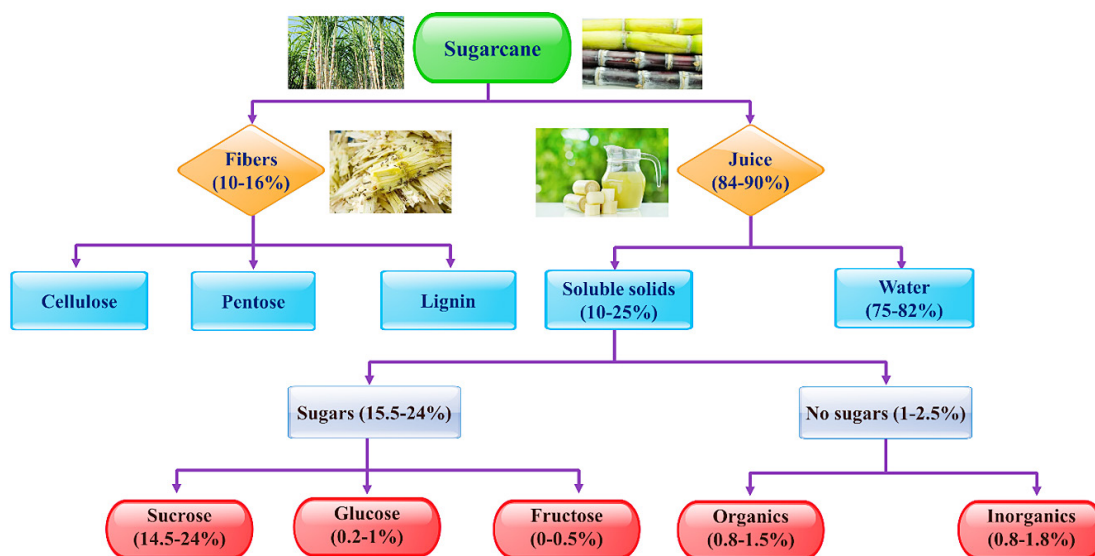 Sugarcane
Fibers
(10-16%)
Juice
(84-90%)
Cellulose
Pentose
Lignin
Soluble solids
(10-25%)
Water
(75-82%)
Sugars (15.5-24%)
No sugars (1-2.5%)
Sucrose
(14.5-24%)
Glucose
(0.2-1%)
Fructose
(0-0.5%)
Organics
(0.8-1.5%)
Inorganics
(0.8-1.8%)